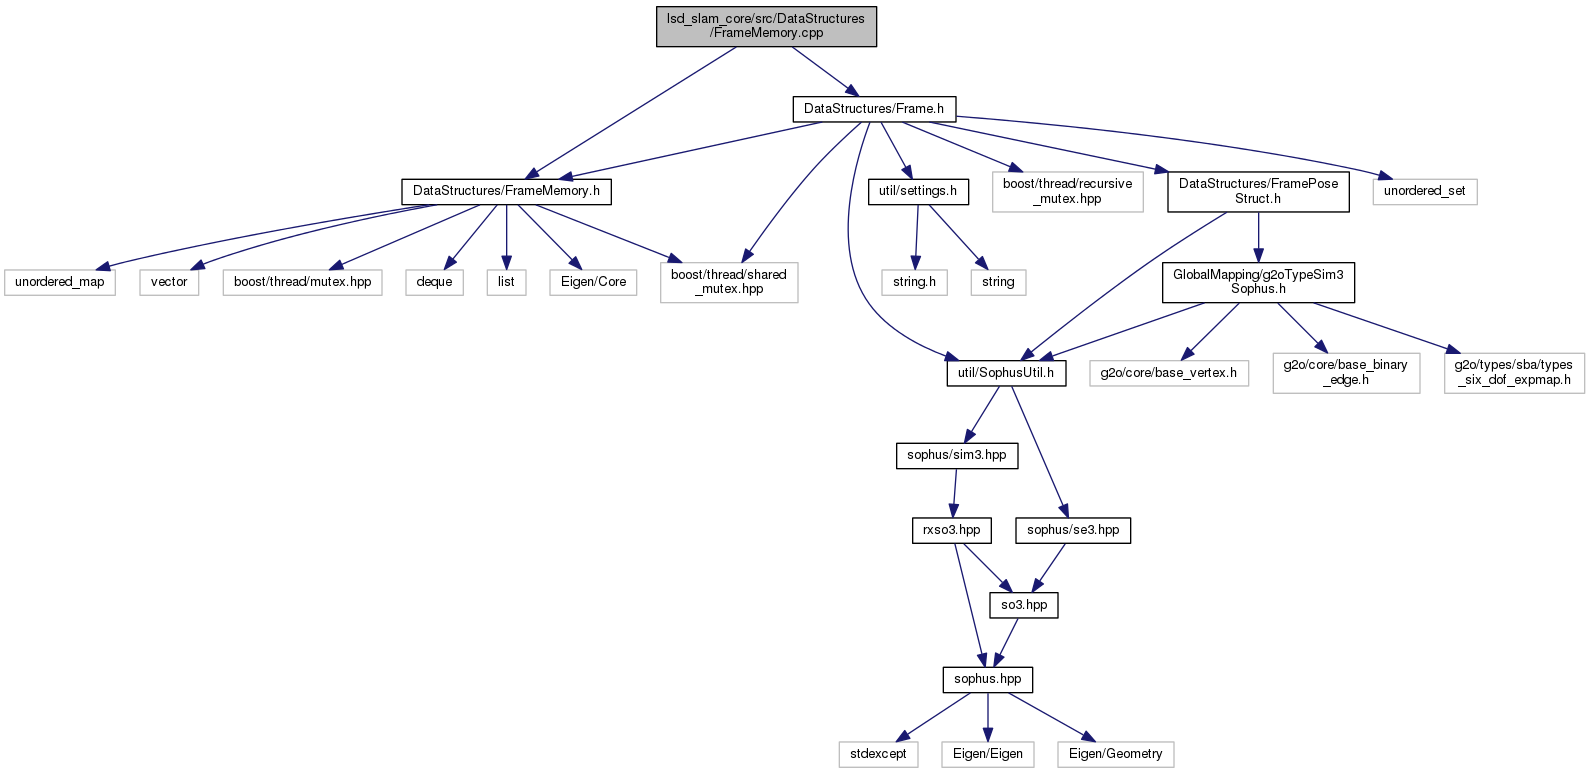 lsd_slam_core/src/DataStructures
/FrameMemory.cpp
DataStructures/Frame.h
DataStructures/FrameMemory.h
util/settings.h
boost/thread/recursive
_mutex.hpp
DataStructures/FramePose
Struct.h
unordered_set
unordered_map
vector
boost/thread/mutex.hpp
deque
list
Eigen/Core
boost/thread/shared
_mutex.hpp
string.h
string
GlobalMapping/g2oTypeSim3
Sophus.h
util/SophusUtil.h
g2o/core/base_vertex.h
g2o/core/base_binary
_edge.h
g2o/types/sba/types
_six_dof_expmap.h
sophus/sim3.hpp
rxso3.hpp
sophus/se3.hpp
so3.hpp
sophus.hpp
stdexcept
Eigen/Eigen
Eigen/Geometry